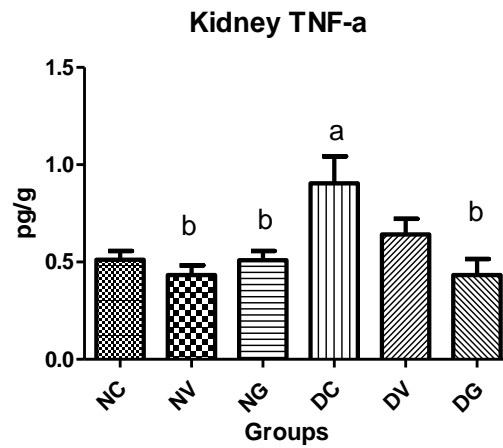 Kidney TNF-a
1.5
1.0
0.5
0.0
pg/g
b
b
a
b
NC
NV
NG
DC
DV
DG
Groups